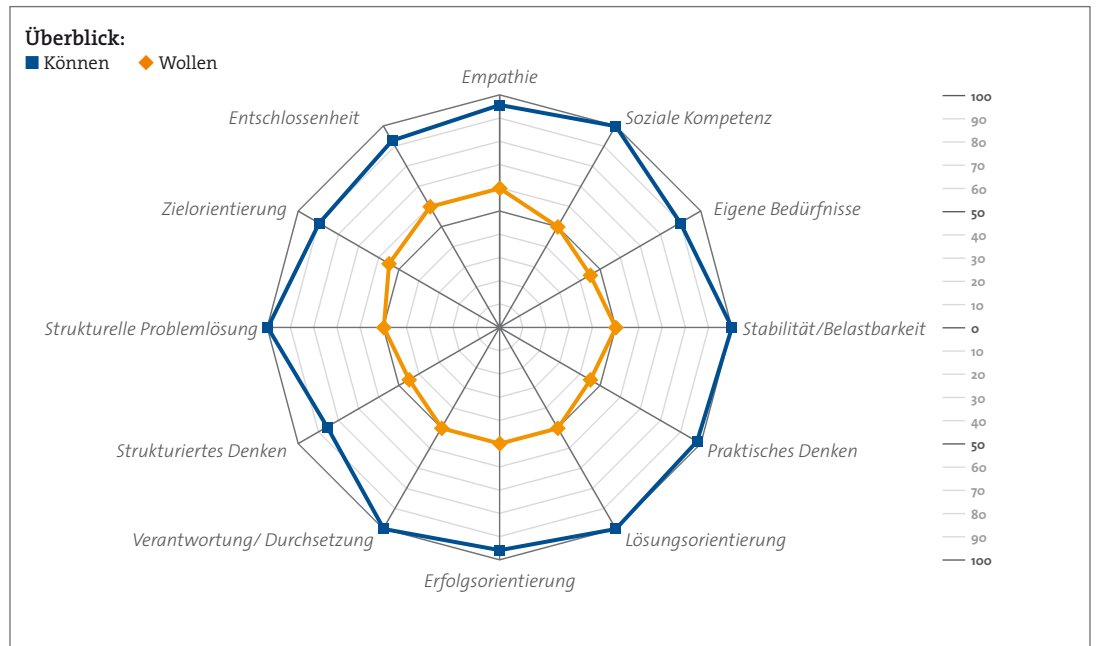 Überblick:
Können Wollen
Empathie
Entschlossenheit
Soziale Kompetenz
Zielorientierung
Eigene Bedürfnisse
Strukturelle Problemlösung
Stabilität/Belastbarkeit
Strukturiertes Denken
Praktisches Denken
Verantwortung/ Durchsetzung
Lösungsorientierung
Erfolgsorientierung
100
90
80
70
60
50
40
30
20
10
0
10
20
30
40
50
60
70
80
90
100